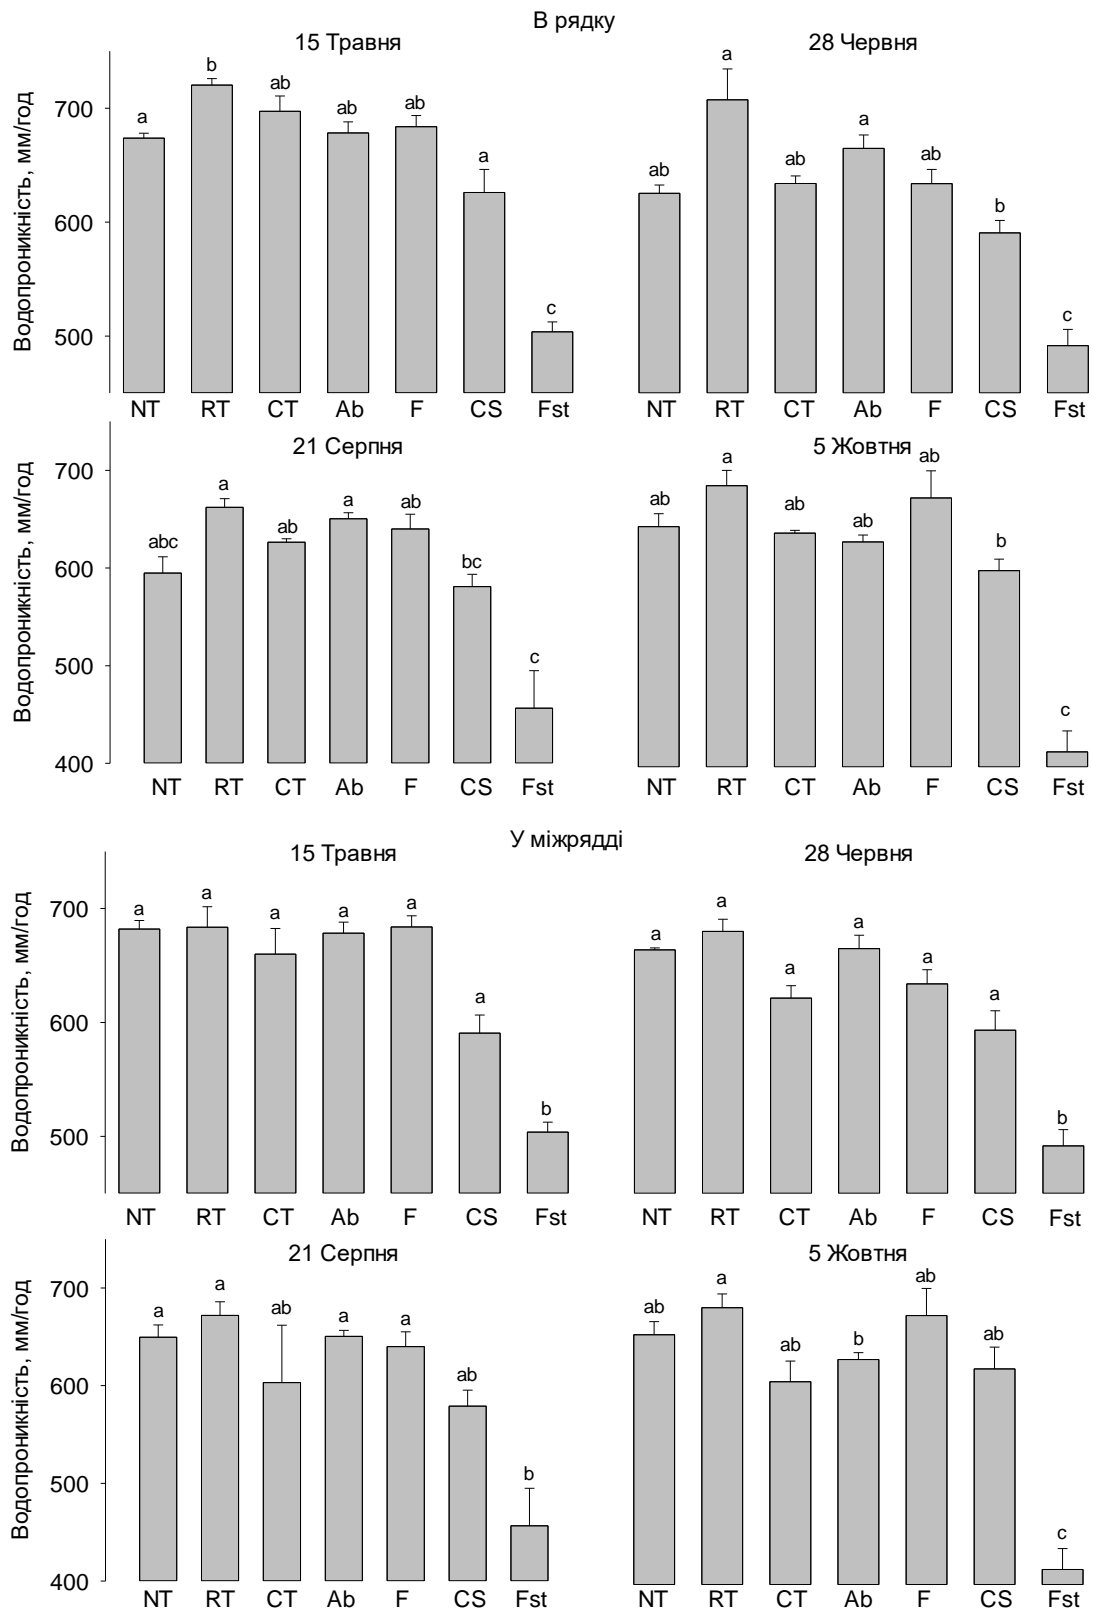 В рядку
15 Травня
28 Червня
Водопроникність, мм/год
700
600
500
a
b
ab
ab
ab
a
c
NT RT CT Ab F CS Fst
a
ab
ab
a
ab
b
c
NT RT CT Ab F CS Fst
21 Серпня
5 Жовтня
Водопроникність, мм/год
700
600
500
400
abc
a
ab
a
ab
bc
c
NT RT CT Ab F CS Fst
ab
a
ab
ab
ab
b
c
NT RT CT Ab F CS Fst
У міжрядді
15 Травня
28 Червня
Водопроникність, мм/год
700
600
500
a
a
a
a
a
a
b
NT RT CT Ab F CS Fst
a
a
a
a
a
a
b
NT RT CT Ab F CS Fst
21 Серпня
5 Жовтня
Водопроникність, мм/год
700
600
500
400
a
a
ab
a
a
ab
b
NT RT CT Ab F CS Fst
ab
a
ab
b
ab
ab
c
NT RT CT Ab F CS Fst